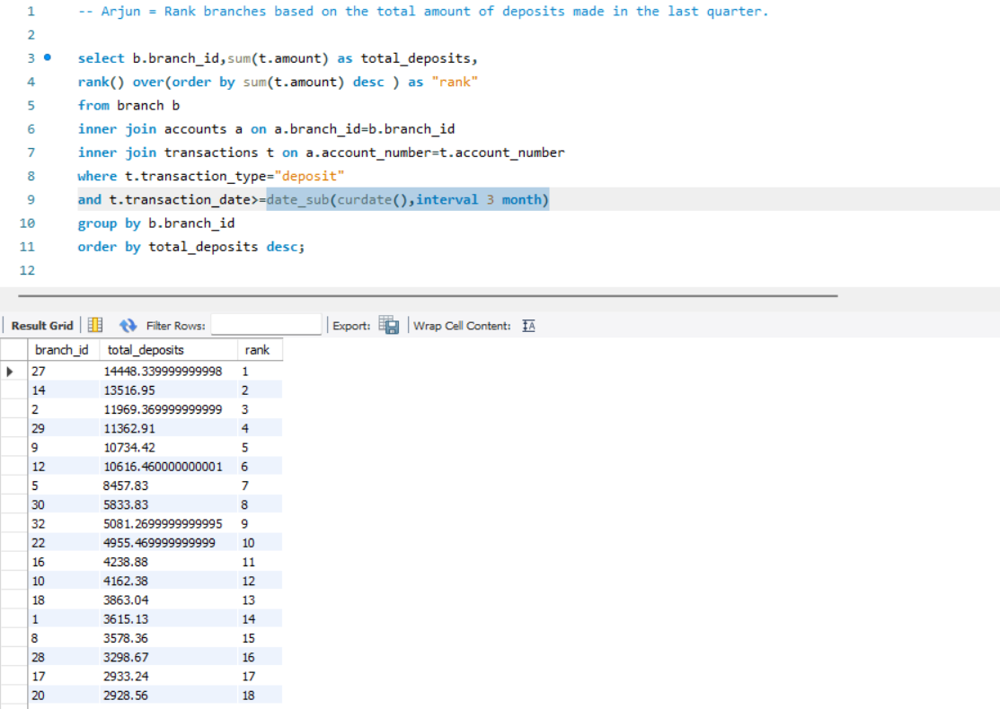 1 -- Arjun = Rank branches based on the total amount of deposits made in the last quarter.
2
3 select b.branch_id,sum(t.amount) as total_deposits,
4 rank() over(order by sum(t.amount) desc ) as "rank"
5 from branch b
6 inner join accounts a on a.branch_id=b.branch_id
7 inner join transactions t on a.account_number=t.account_number
8 where t.transaction_type="deposit"
9 and t.transaction_date>=date_sub(curdate(),interval 3 month)
10 group by b.branch_id
11 order by total_deposits desc;
12
Result Grid Filter Rows: Export: Wrap Cell Content: IA
branch_id total_deposits rank
27 14448.339999999998 1
14 13516.95 2
2 11969.369999999999 3
29 11362.91 4
9 10734.42 5
12 10616.460000000001 6
5 8457.83 7
30 5833.83 8
32 5081.2699999999995 9
22 4955.469999999999 10
16 4238.88 11
10 4162.38 12
18 3863.04 13
1 3615.13 14
8 3578.36 15
28 3298.67 16
17 2933.24 17
20 2928.56 18